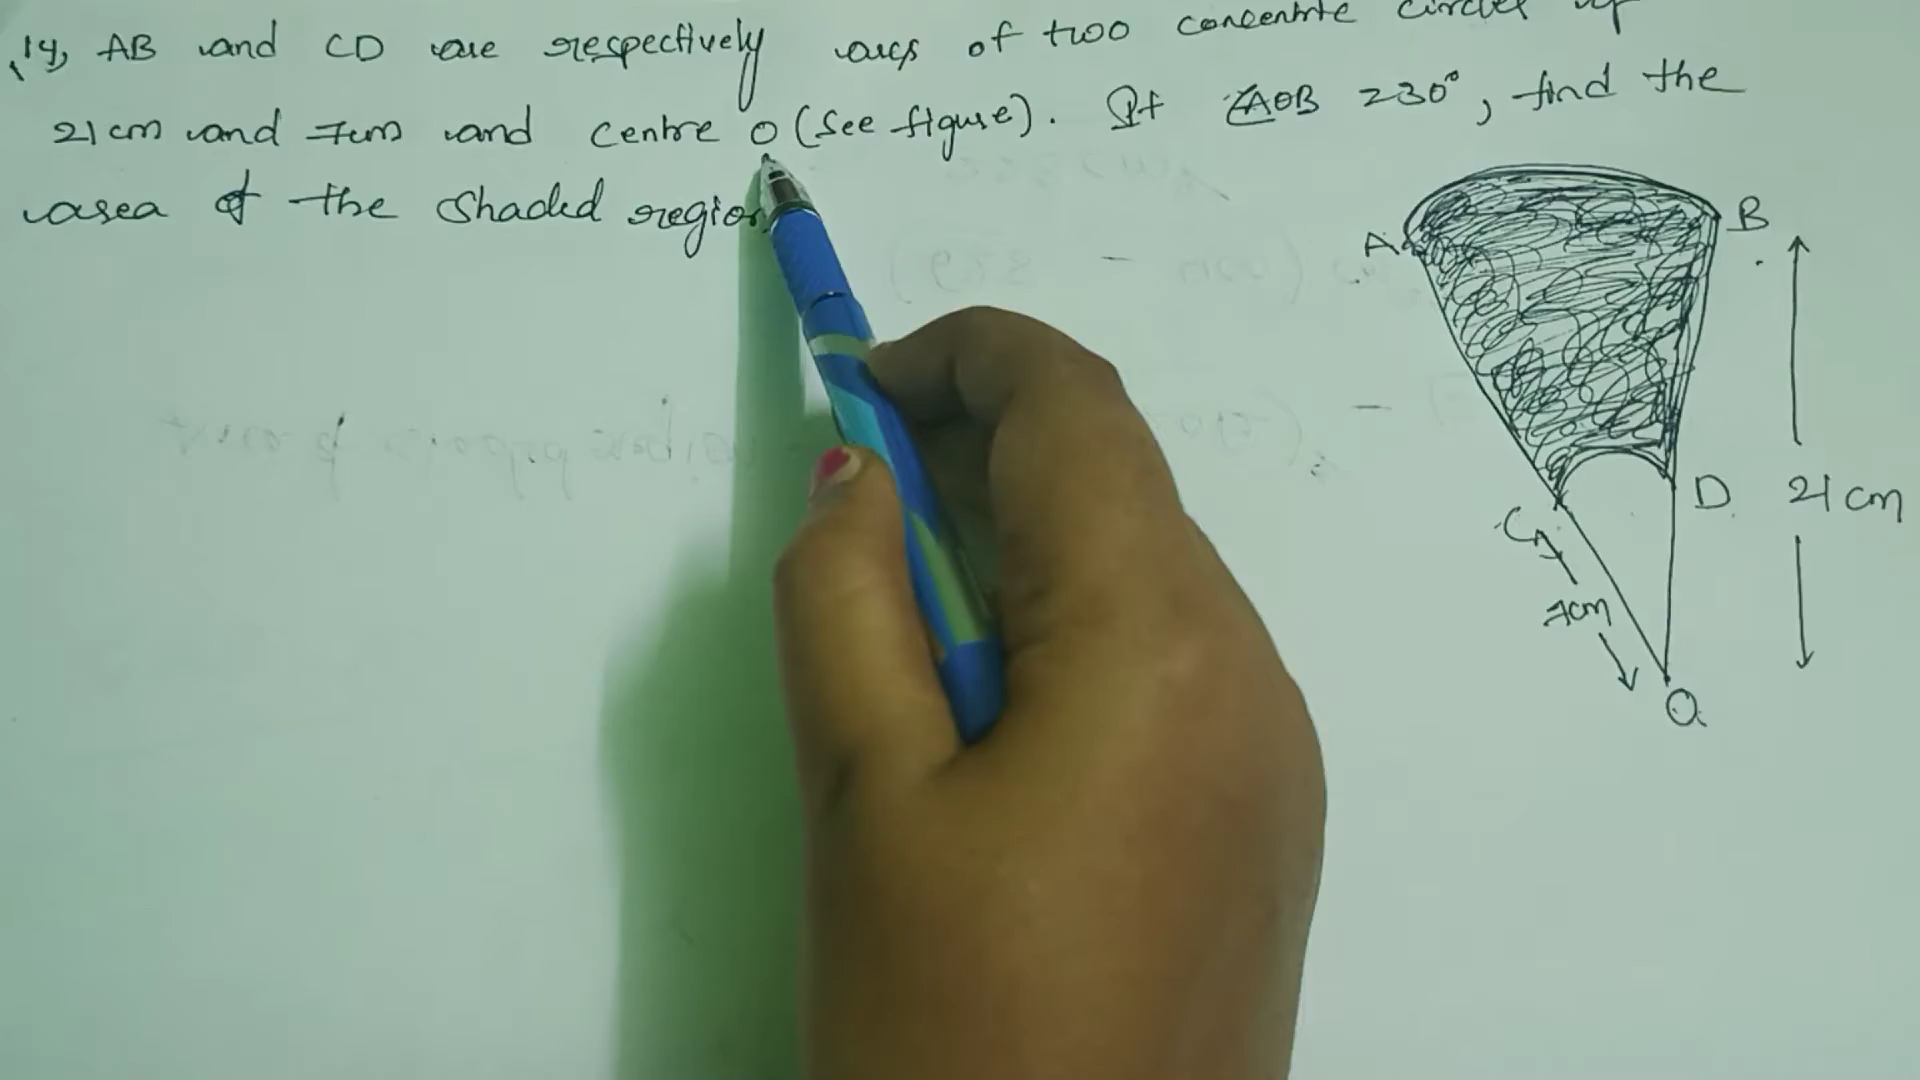 14, AB and CD are respectively arcs of two concentric circles of
21 cm and 7cm and centre O (see figure). If ∠AOB =30°, find the
area of the shaded region
A
B
C
D
21 cm
7cm
O